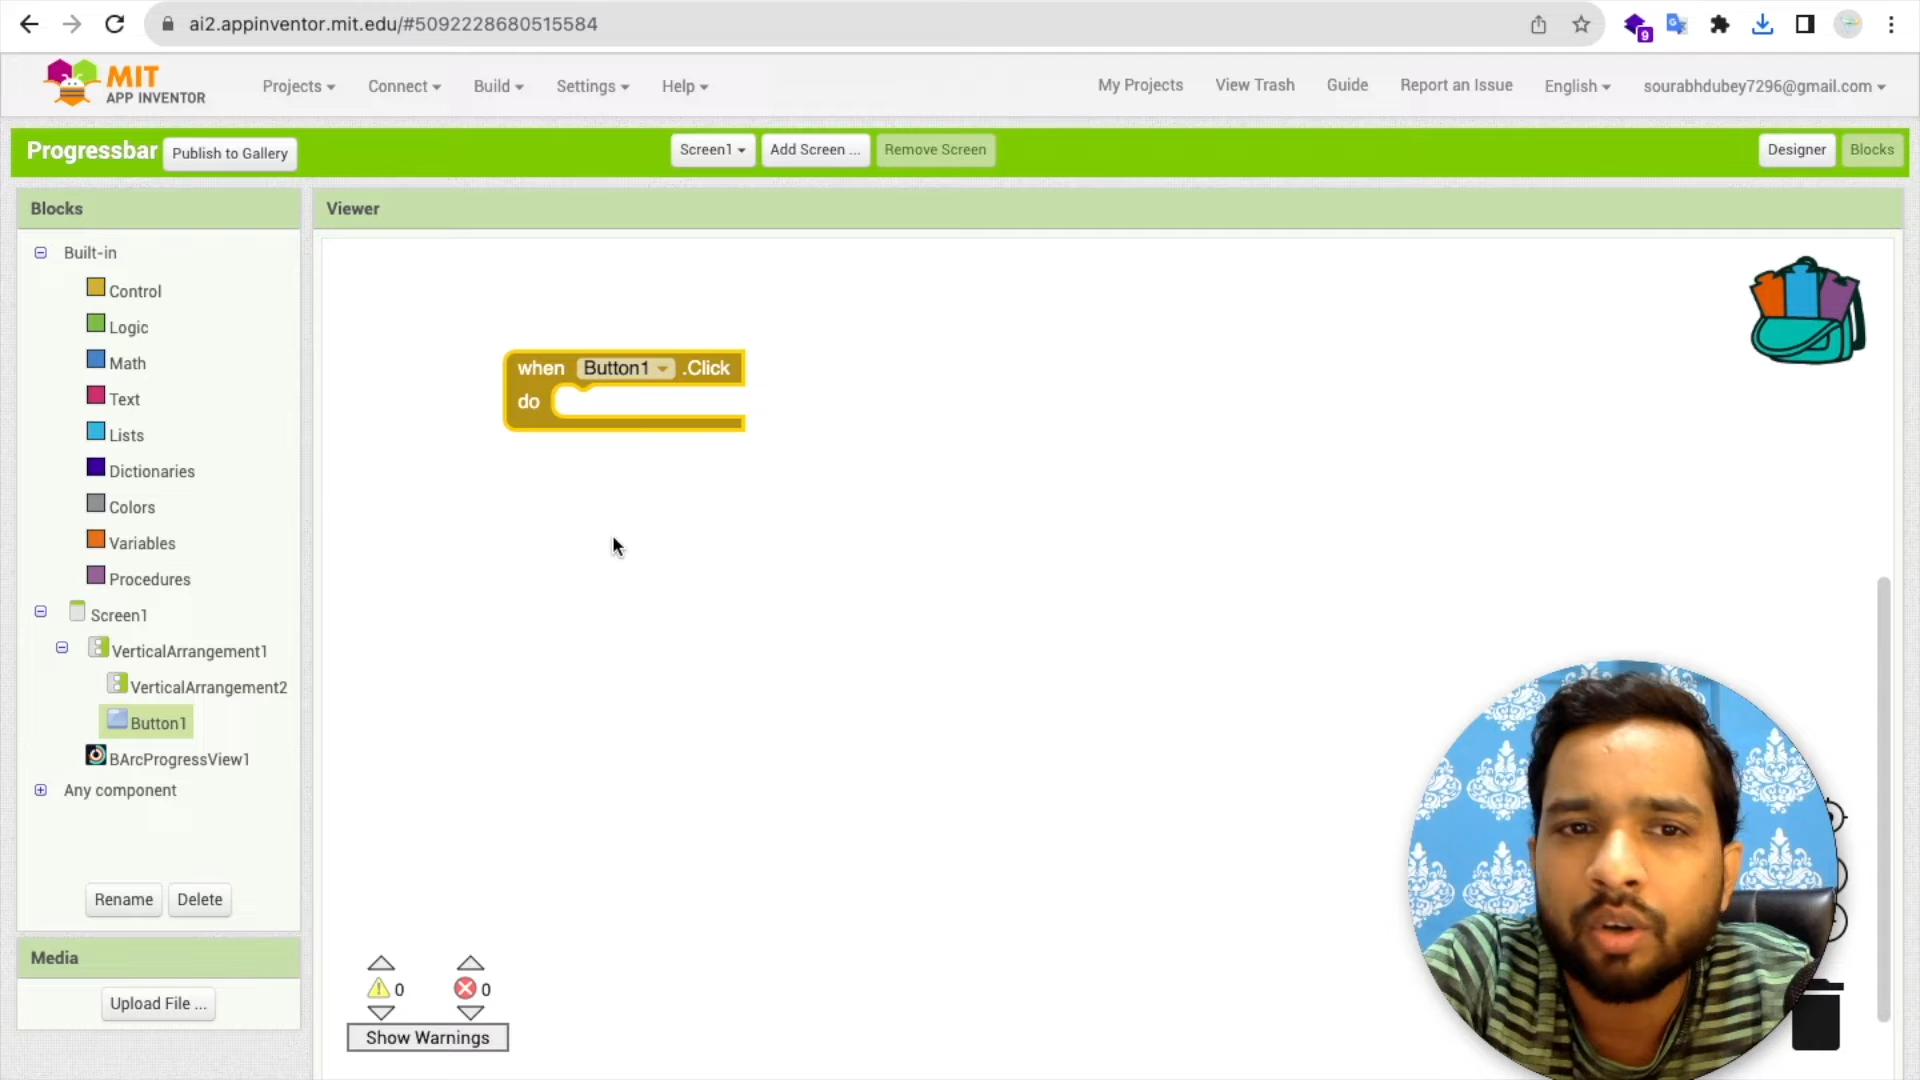 ai2.appinventor.mit.edu/#5092228680515584
9
MIT
APP INVENTOR
Projects
Connect
Build
Settings
Help
My Projects
View Trash
Guide
Report an Issue
English
sourabhdubey7296@gmail.com
Progressbar
Publish to Gallery
Screen1
Add Screen ...
Remove Screen
Designer
Blocks
Blocks
Viewer
Built-in
Control
Logic
Math
Text
Lists
Dictionaries
Colors
Variables
Procedures
Screen1
VerticalArrangement1
VerticalArrangement2
Button1
BArcProgressView1
Any component
Rename
Delete
Media
Upload File ...
when Button1 .Click
do
0
0
Show Warnings